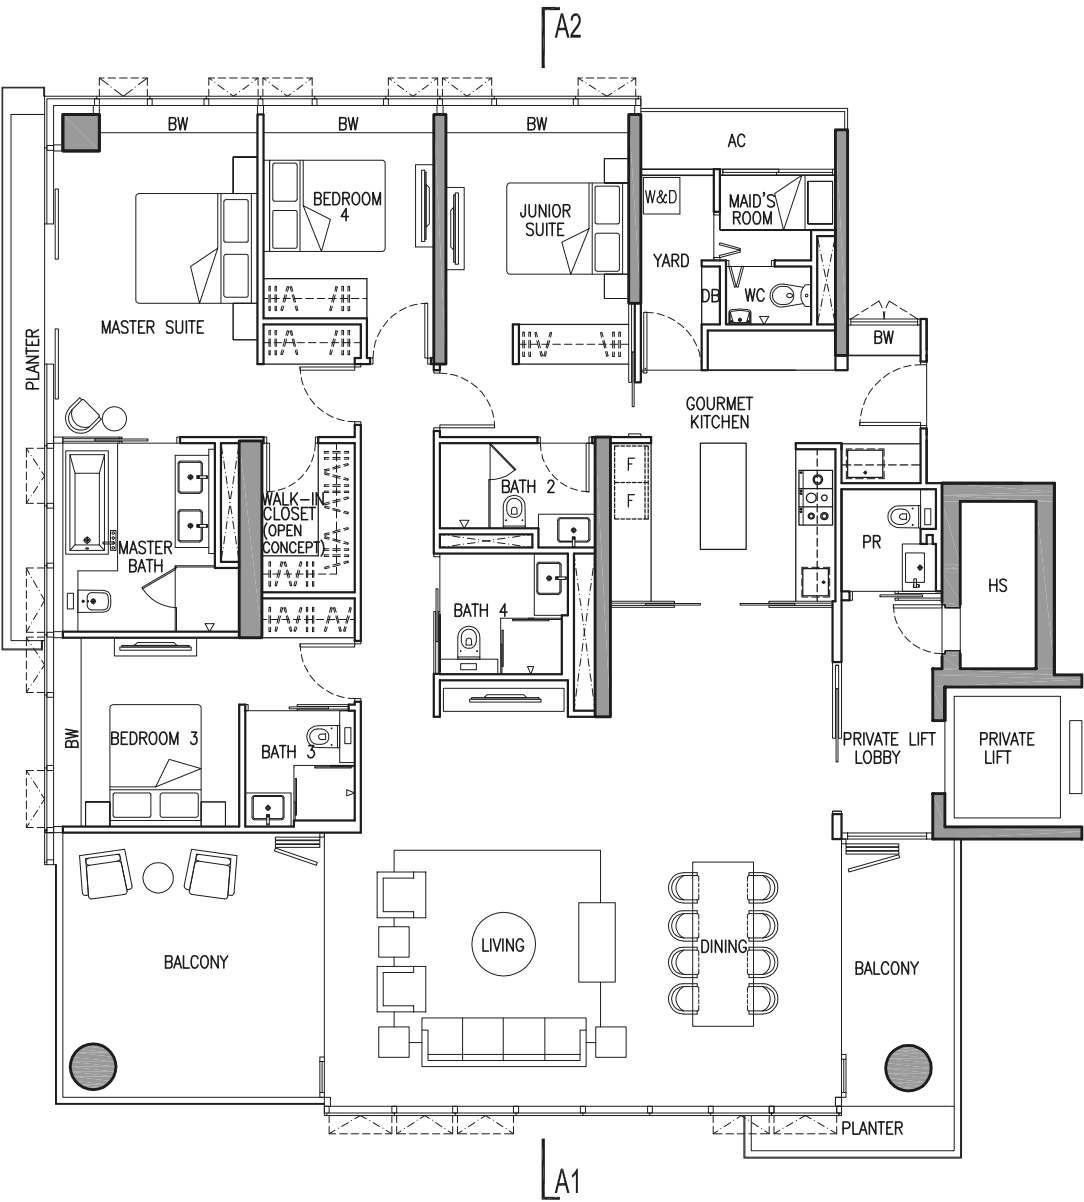 A2
BW
BW
BW
AC
BEDROOM
4
JUNIOR
SUITE
W&D
MAID'S
ROOM
YARD
DB
WC
MASTER SUITE
PLANTER
BW
GOURMET
KITCHEN
F
F
BATH 2
WALK-IN
CLOSET
(OPEN
CONCEPT)
MASTER
BATH
PR
HS
BATH 4
BW
BEDROOM 3
BATH 3
PRIVATE LIFT
LOBBY
PRIVATE
LIFT
LIVING
DINING
BALCONY
BALCONY
PLANTER
A1